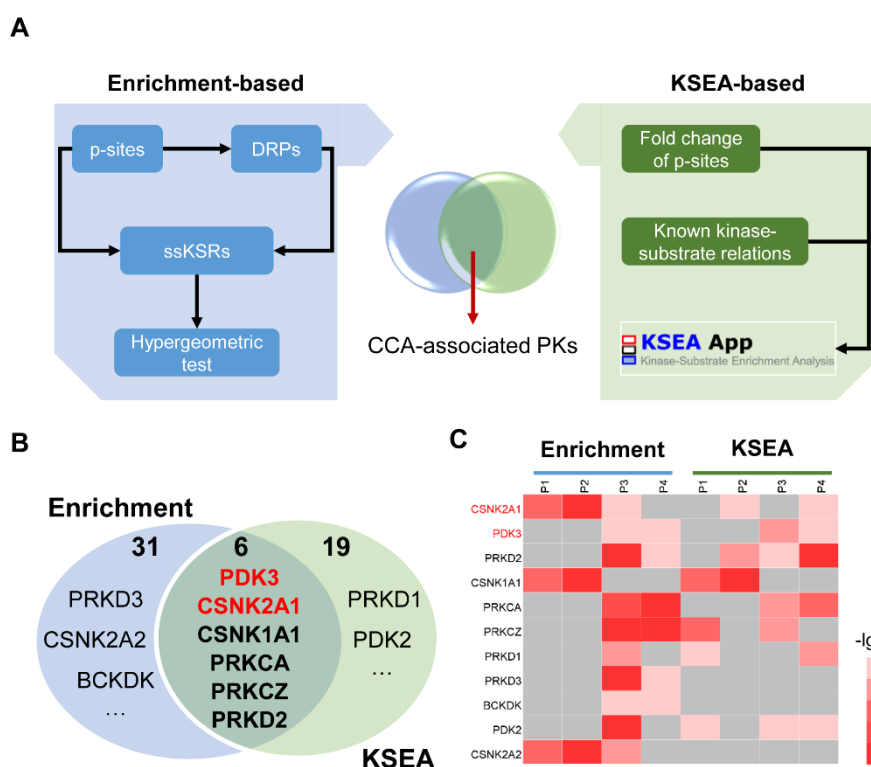 A
Enrichment-based
KSEA-based
p-sites
DRPs
ssKSRs
Hypergeometric
test
CCA-associated PKs
Fold change
of p-sites
Known kinase-
substrate relations
KSEA App
Kinase-Substrate Enrichment Analysis
B
Enrichment
31
6
19
PRKD3
CSNK2A2
BCKDK
...
PDK3
CSNK2A1
CSNK1A1
PRKCA
PRKCZ
PRKD2
PRKD1
PDK2
...
KSEA
C
Enrichment
KSEA
P1 P2 P3 P4 P1 P2 P3 P4
CSNK2A1
PDK3
PRKD2
CSNK1A1
PRKCA
PRKCZ
PRKD1
PRKD3
BCKDK
PDK2
CSNK2A2